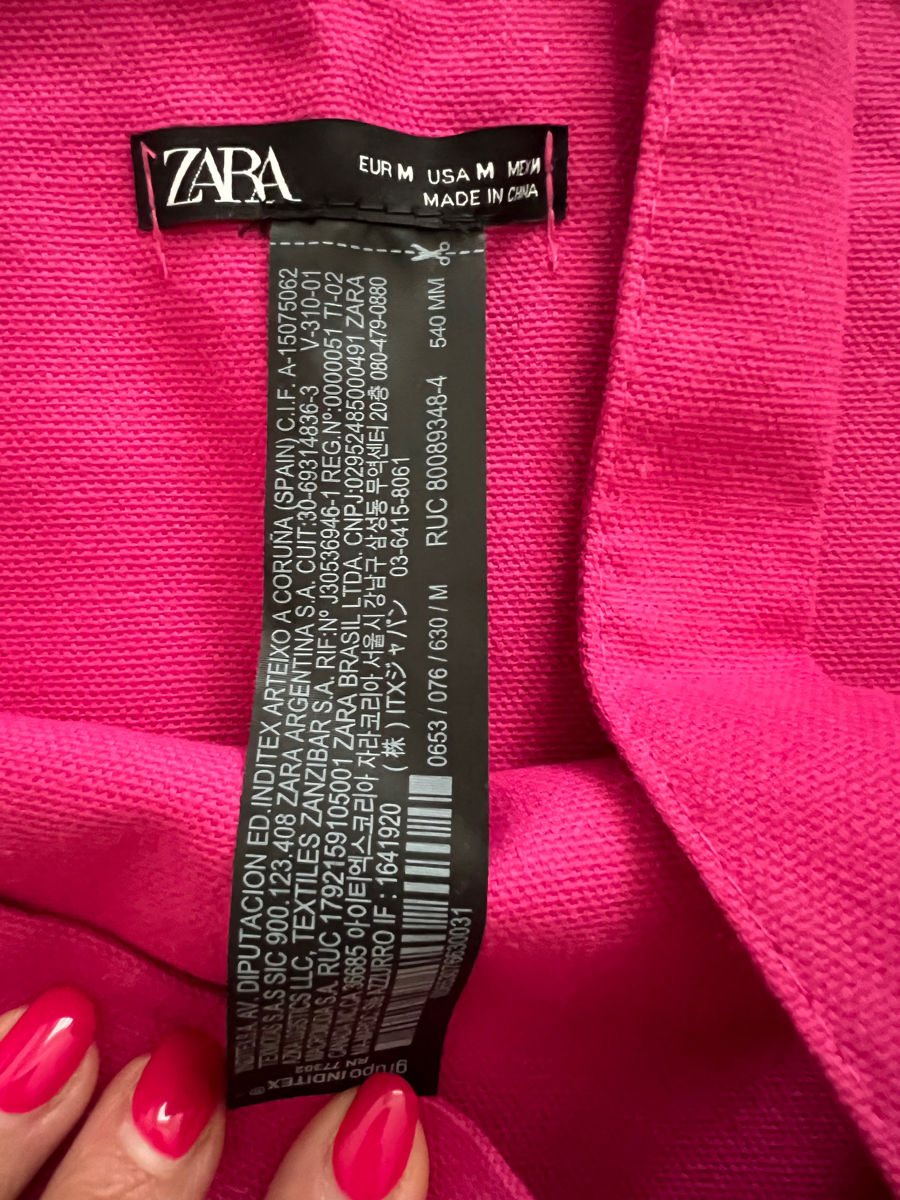 ZARA
EUR M USA M MEX M
MADE IN CHINA
DIPUTACION ED.INDITEX ARTEIXO A CORUÑA (SPAIN) C.I.F. A-15075062
S.A.S SIC 900.123.408 ZARA ARGENTINA S.A. CUIT:30-69314836-3 V-310-01
LLC, TEXTILES ZANZIBAR S.A. RIF:Nº J30536946-1 REG.Nº:0000051 TI-02
S.A. RUC 1792159105001 ZARA BRASIL LTDA. CNPJ:02952485000491 ZARA
CANADA CA 36685 아이티엑스코리아 자라코리아 서울시 강남구 삼성동 무역센터 20층 080-479-0880
IF : 1641920 (株) ITXジャパン 03-6415-8061
0653 / 076 / 630 / M RUC 80089348-4 540 MM
grupo INDITEX®
RN 77302